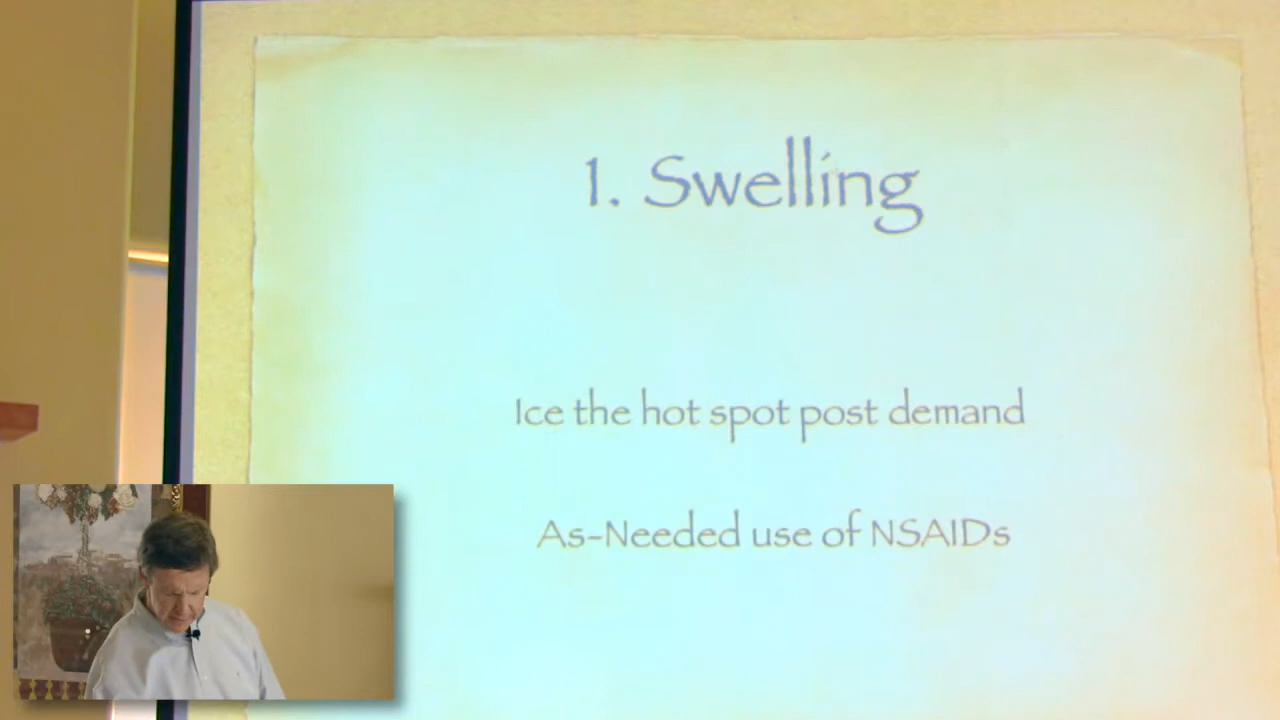 1. Swelling
Ice the hot spot post demand
As-Needed use of NSAIDs